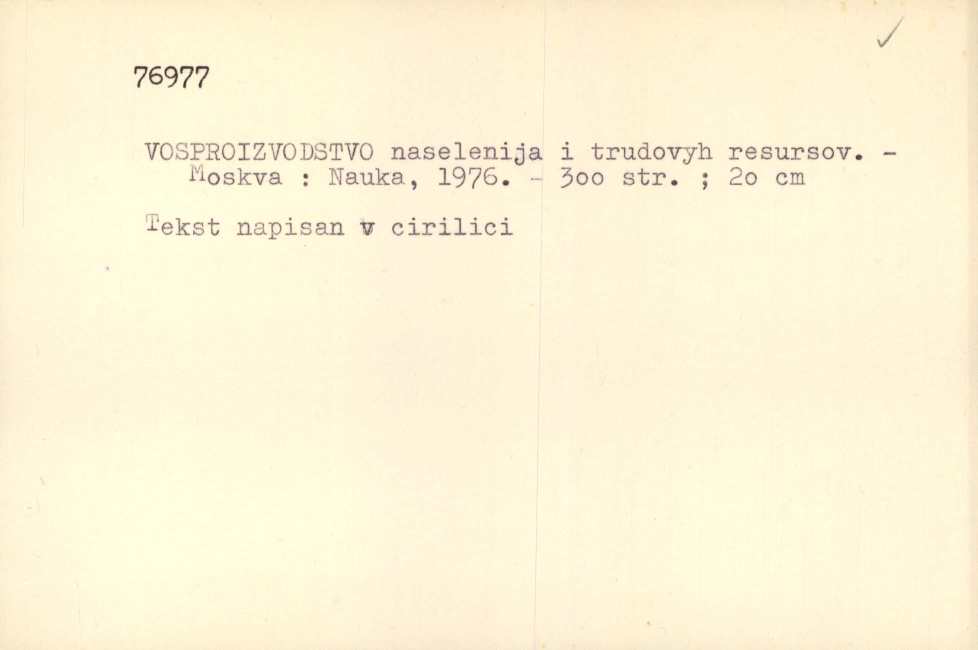 76977
VOSPROIZVODSTVO naselenija i trudovyh resursov. -
Moskva : Nauka, 1976. - 300 str. ; 20 cm
Tekst napisan v cirilici